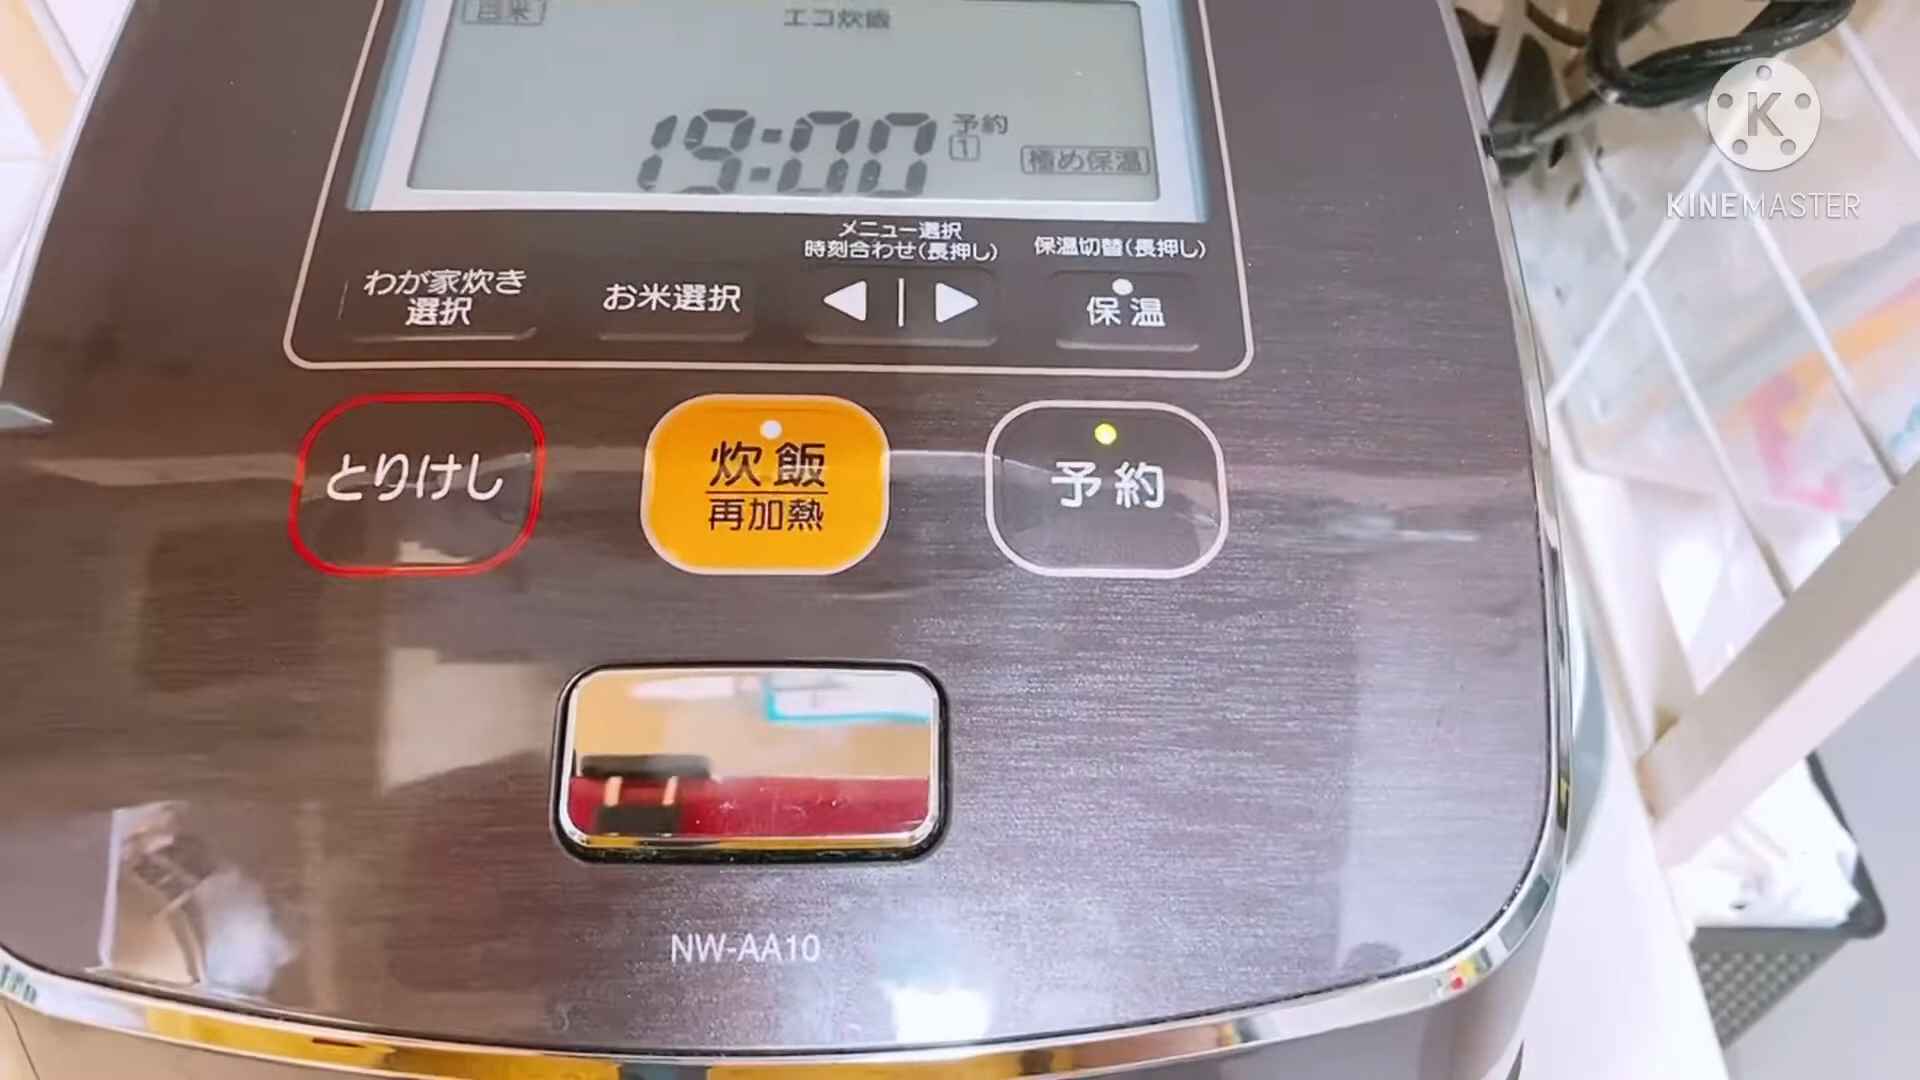 白米
エコ炊飯
19:00
予約
1
極め保温
メニュー選択
時刻合わせ(長押し)
保温切替(長押し)
わが家炊き
選択
お米選択
保温
とりけし
炊飯
再加熱
予約
NW-AA10
K
KINEMASTER